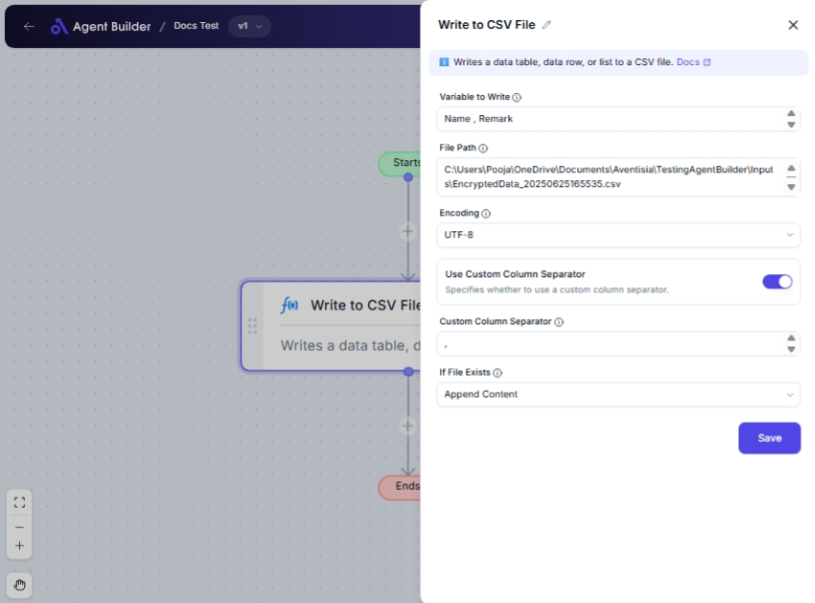 Agent Builder / Docs Test v1
Starts
f(x) Write to CSV File
Writes a data table, d
Ends
Write to CSV File
Writes a data table, data row, or list to a CSV file. Docs
Variable to Write
Name , Remark
File Path
C:\Users\Pooja\OneDrive\Documents\Aventisia\TestingAgentBuilder\Input
s\EncryptedData_20250625165535.csv
Encoding
UTF-8
Use Custom Column Separator
Specifies whether to use a custom column separator.
Custom Column Separator
,
If File Exists
Append Content
Save